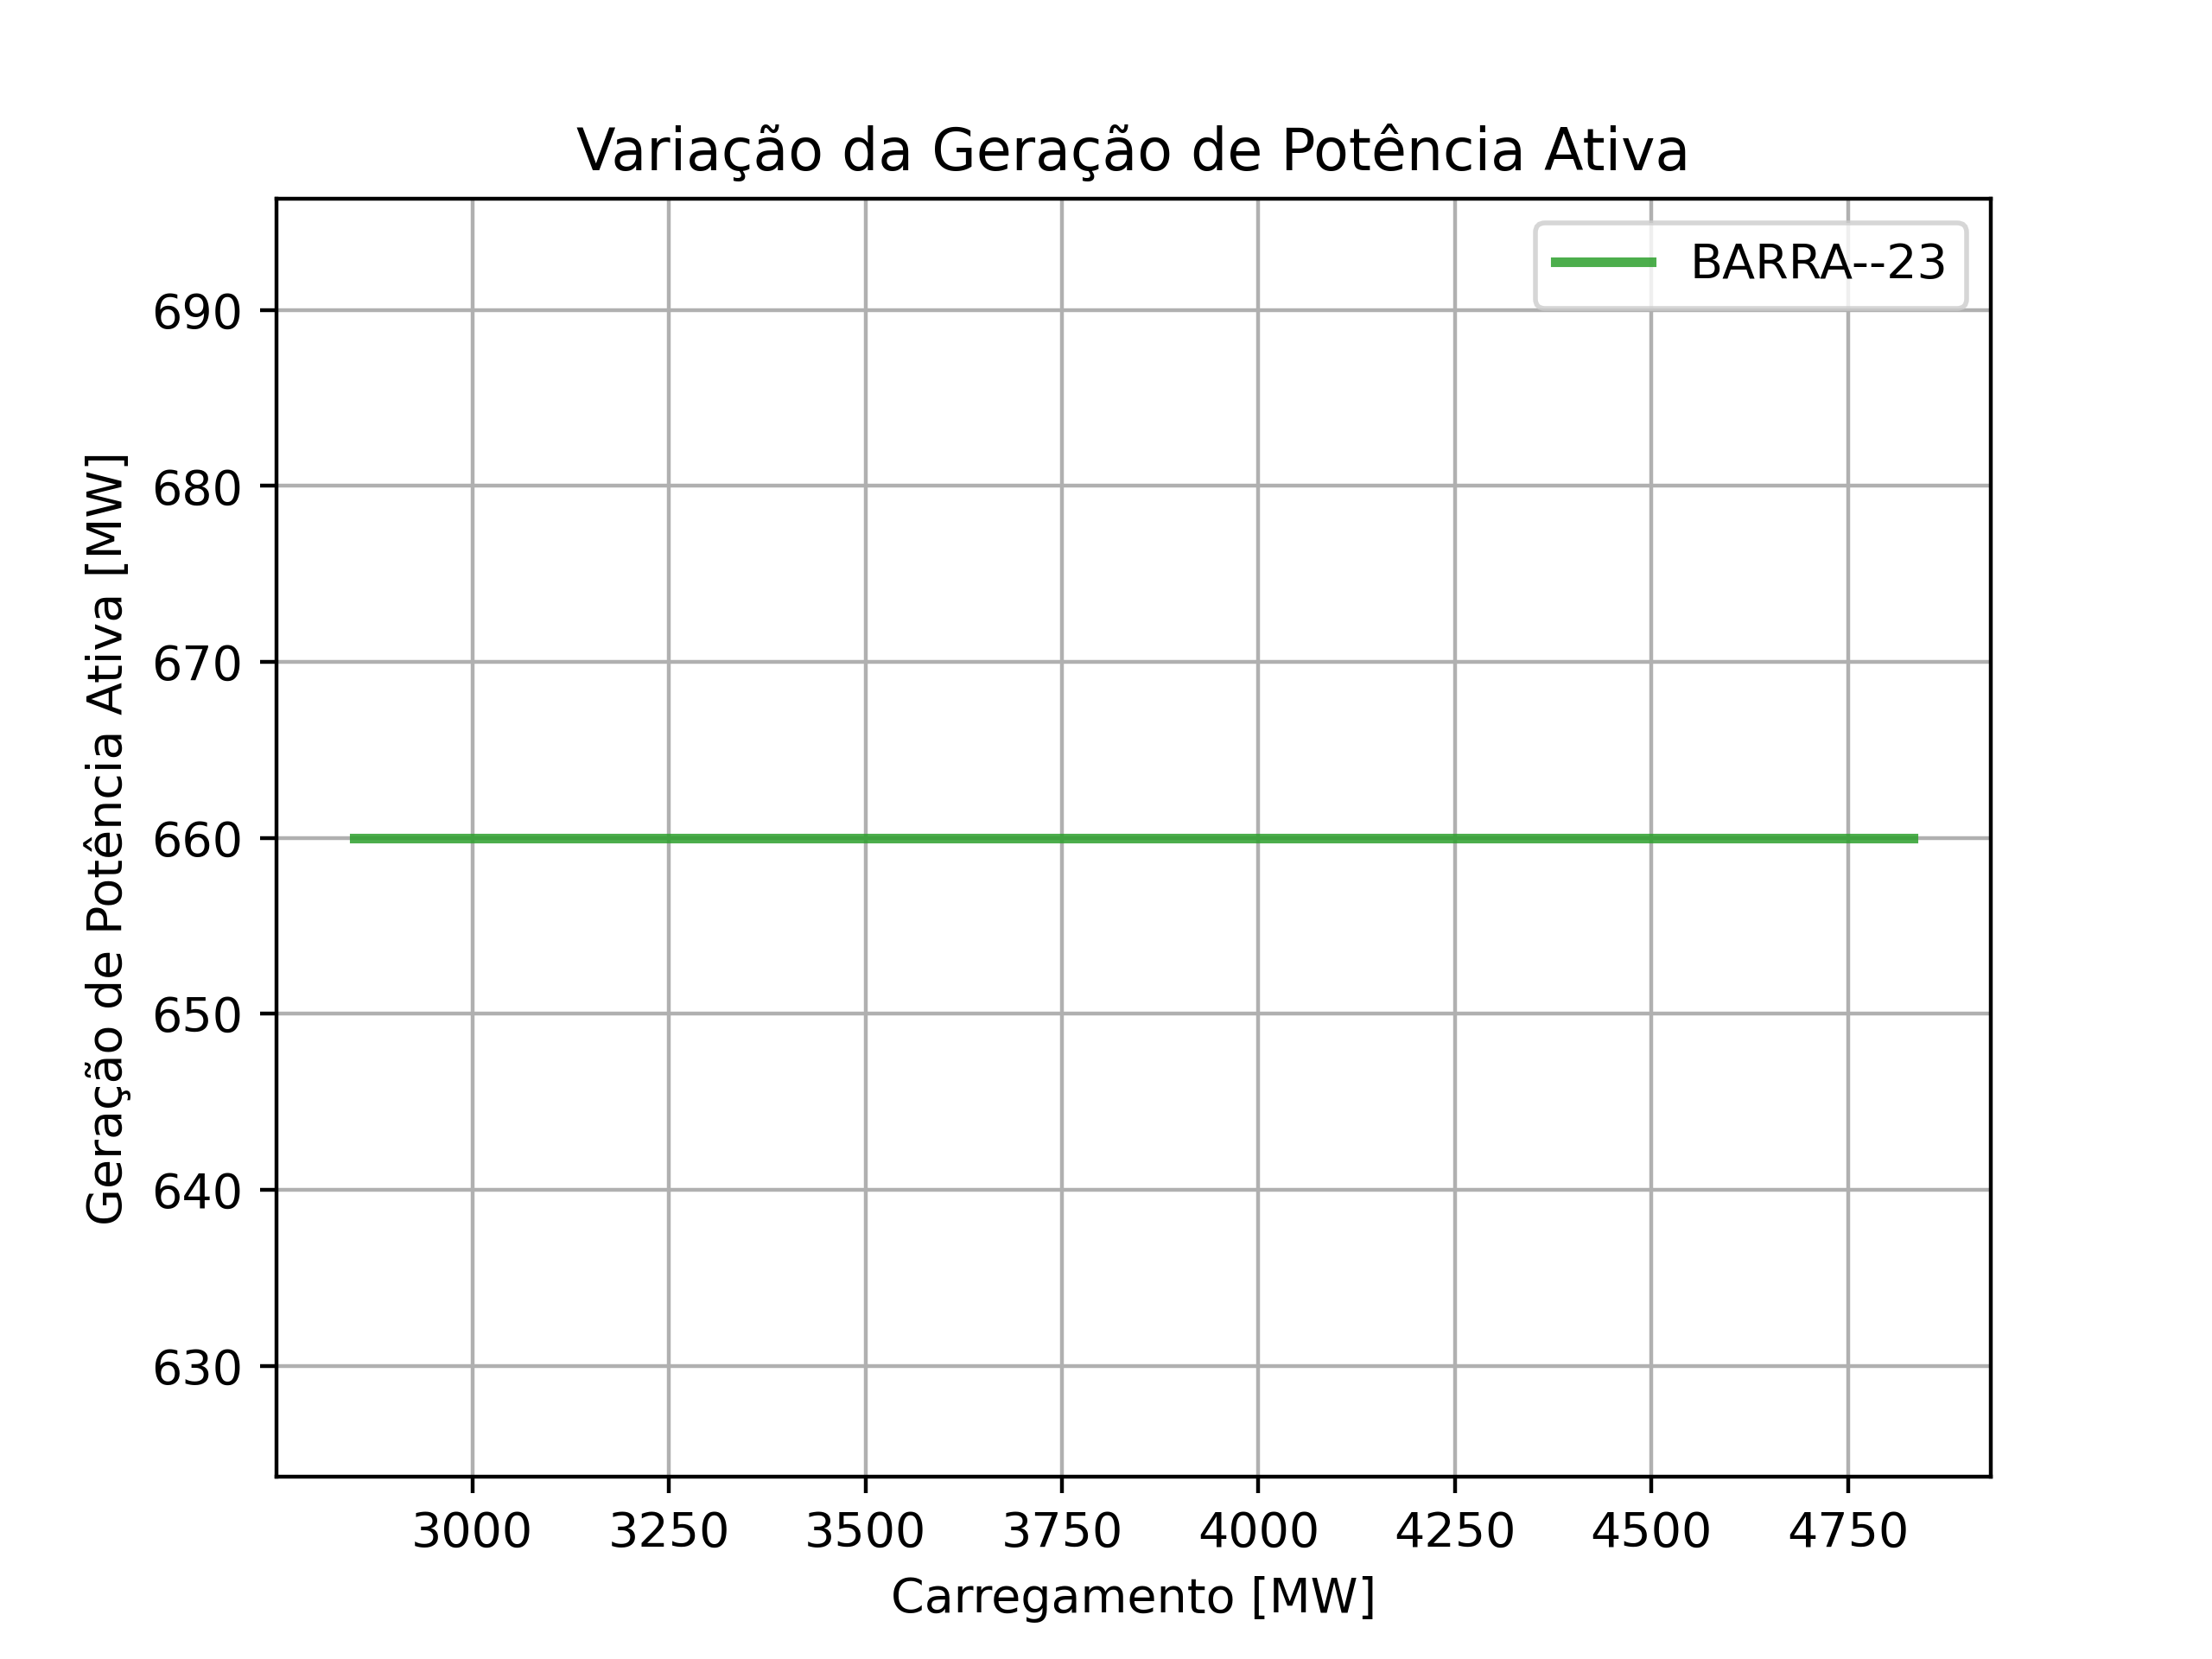 Variação da Geração de Potência Ativa
BARRA--23
Geração de Potência Ativa [MW]
690
680
670
660
650
640
630
3000 3250 3500 3750 4000 4250 4500 4750
Carregamento [MW]